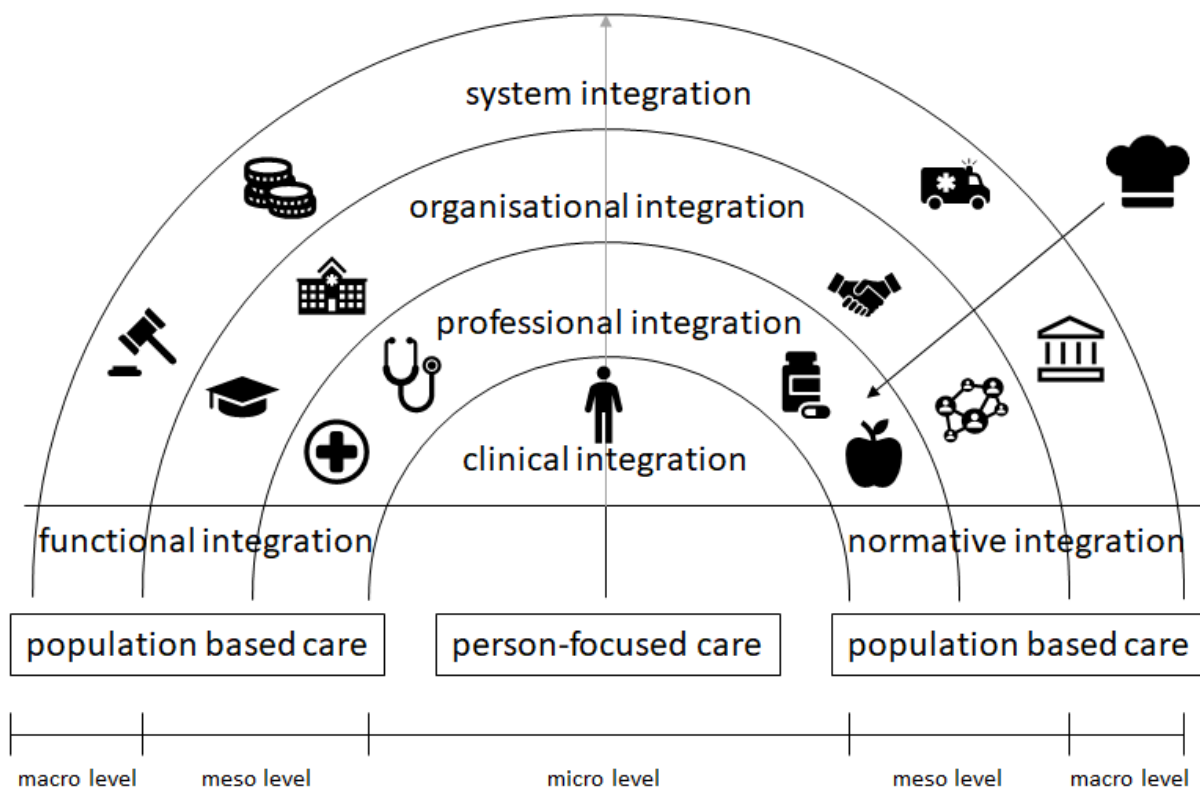 system integration
organisational integration
professional integration
clinical integration
functional integration
normative integration
population based care
person-focused care
population based care
macro level
meso level
micro level
meso level
macro level